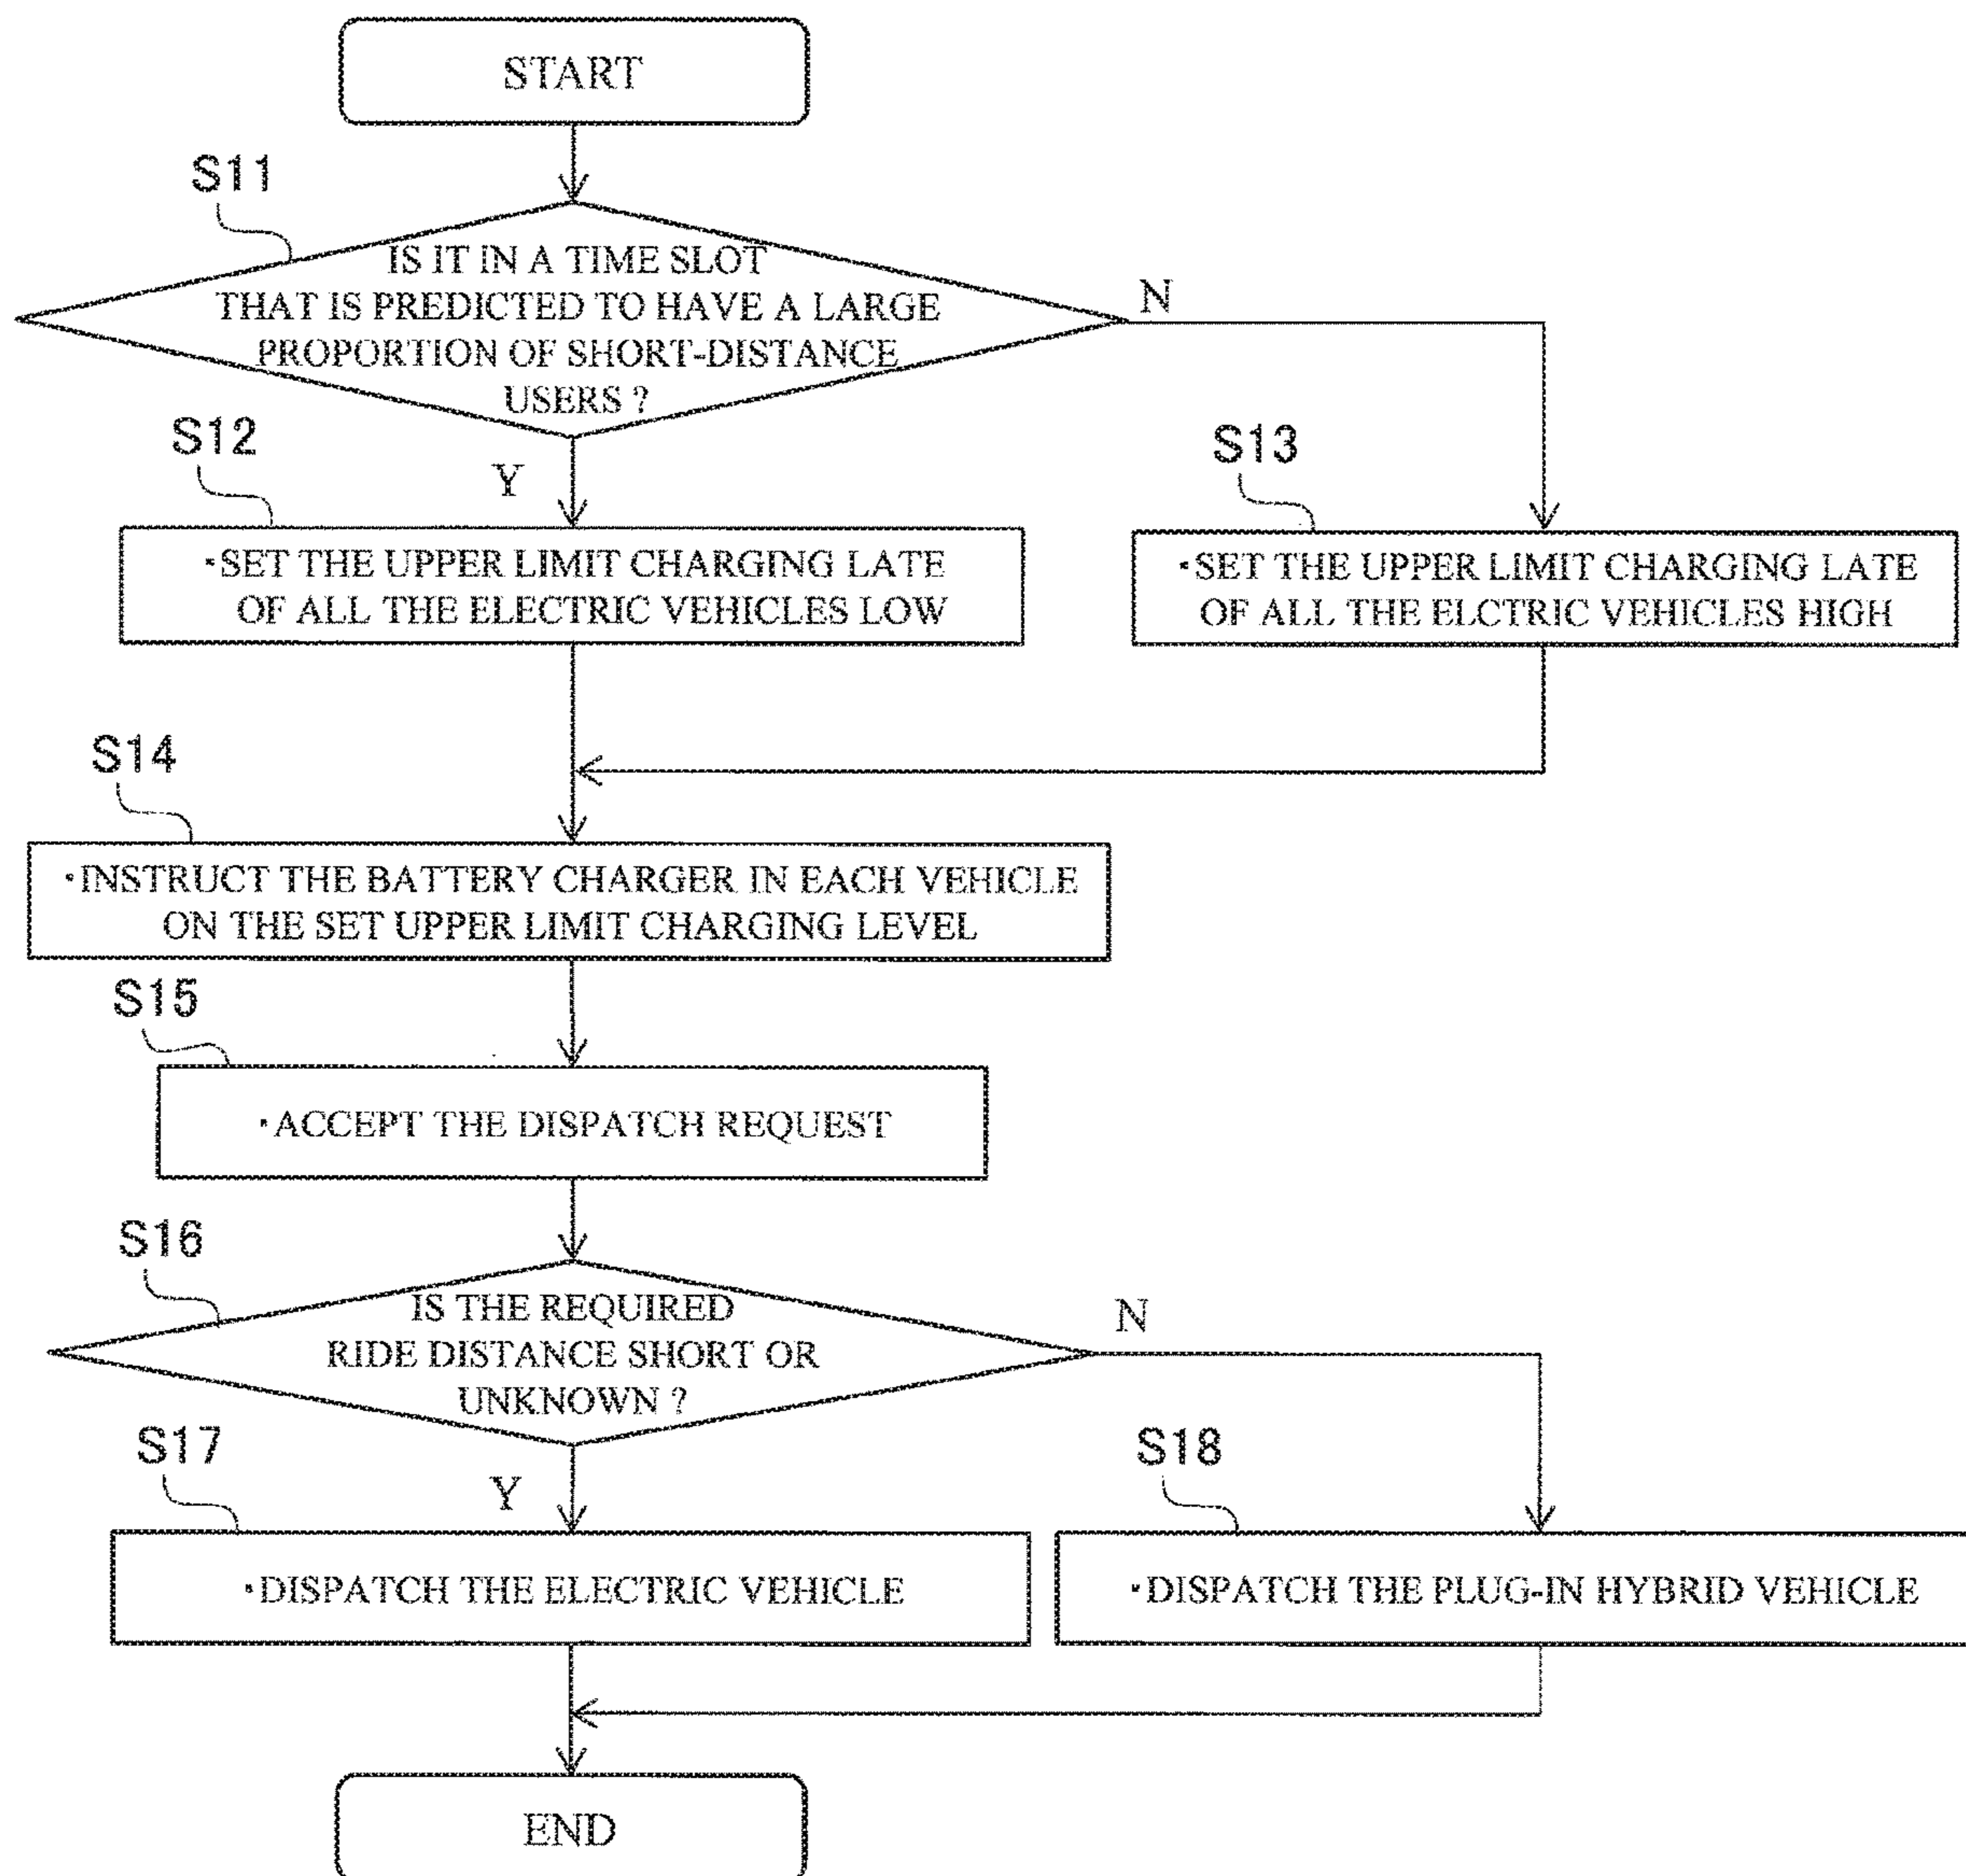 START
S11
IS IT IN A TIME SLOT
THAT IS PREDICTED TO HAVE A LARGE
PROPORTION OF SHORT-DISTANCE
USERS ?
N
S12
Y
S13
・SET THE UPPER LIMIT CHARGING LATE
OF ALL THE ELECTRIC VEHICLES LOW
・SET THE UPPER LIMIT CHARGING LATE
OF ALL THE ELCTRIC VEHICLES HIGH
S14
・INSTRUCT THE BATTERY CHARGER IN EACH VEHICLE
ON THE SET UPPER LIMIT CHARGING LEVEL
S15
・ACCEPT THE DISPATCH REQUEST
S16
IS THE REQUIRED
RIDE DISTANCE SHORT OR
UNKNOWN ?
N
S17
Y
S18
・DISPATCH THE ELECTRIC VEHICLE
・DISPATCH THE PLUG-IN HYBRID VEHICLE
END